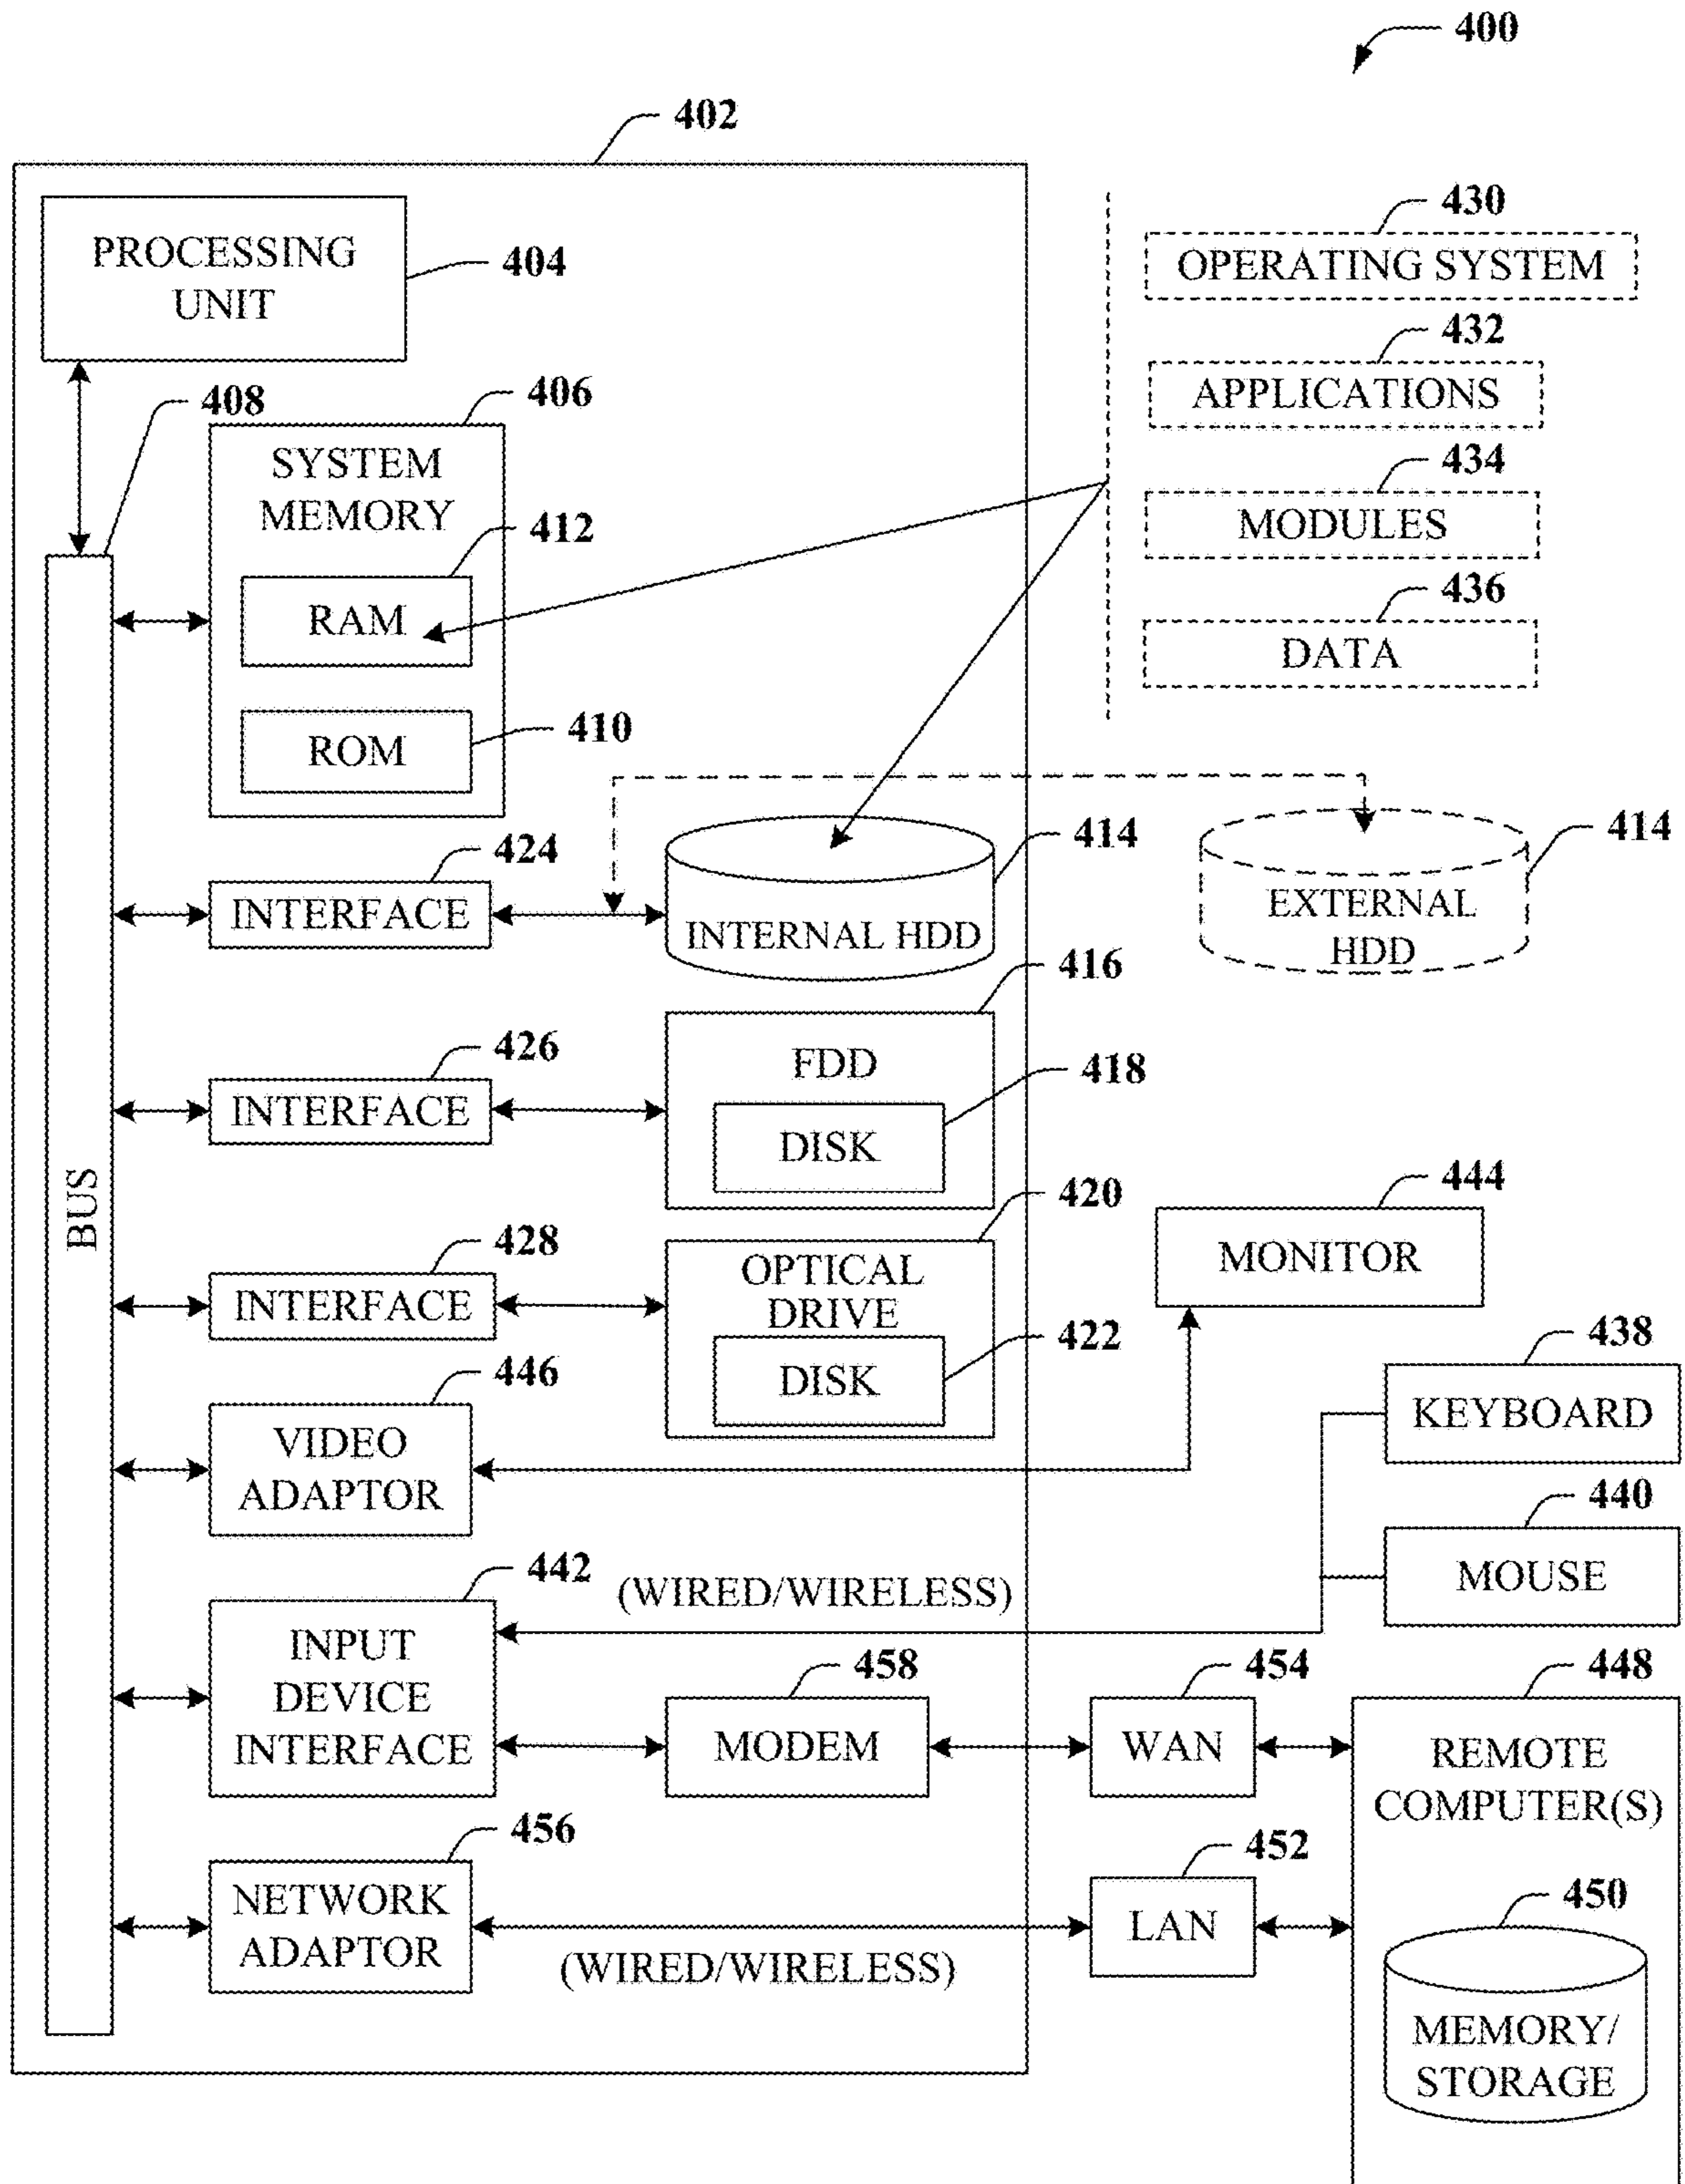 400
402
PROCESSING
UNIT
404
430
OPERATING SYSTEM
432
APPLICATIONS
434
MODULES
436
DATA
408
406
SYSTEM
MEMORY
412
RAM
410
ROM
BUS
424
INTERFACE
414
INTERNAL HDD
414
EXTERNAL
HDD
426
INTERFACE
416
FDD
418
DISK
428
INTERFACE
420
OPTICAL
DRIVE
422
DISK
444
MONITOR
446
VIDEO
ADAPTOR
438
KEYBOARD
440
MOUSE
442
INPUT
DEVICE
INTERFACE
(WIRED/WIRELESS)
458
MODEM
454
WAN
448
REMOTE
COMPUTER(S)
456
NETWORK
ADAPTOR
(WIRED/WIRELESS)
452
LAN
450
MEMORY/
STORAGE